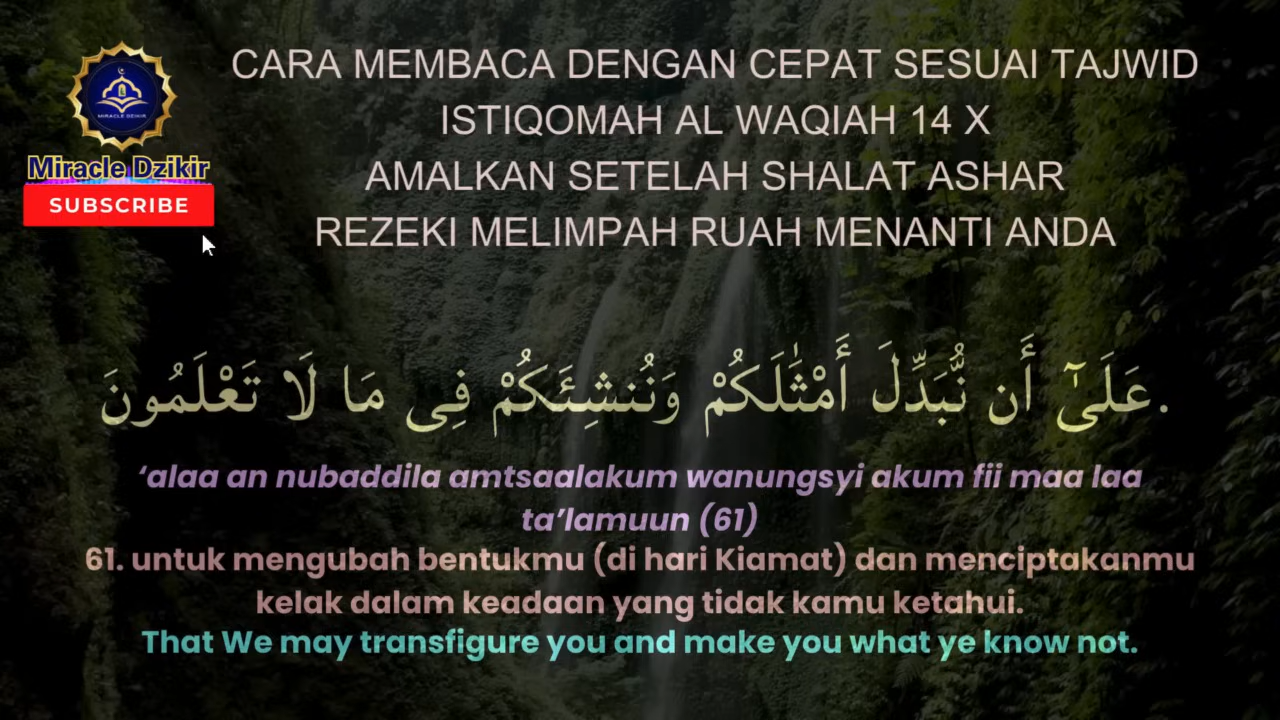 CARA MEMBACA DENGAN CEPAT SESUAI TAJWID
ISTIQOMAH AL WAQIAH 14 X
AMALKAN SETELAH SHALAT ASHAR
REZEKI MELIMPAH RUAH MENANTI ANDA
MIRACLE DZIKIR
Miracle Dzikir
SUBSCRIBE
عَلَىٰٓ أَن نُّبَدِّلَ أَمْثَٰلَكُمْ وَنُنشِئَكُمْ فِى مَا لَا تَعْلَمُونَ.
‘alaa an nubaddila amtsaalakum wanungsyi akum fii maa laa
ta’lamuun (61)
61. untuk mengubah bentukmu (di hari Kiamat) dan menciptakanmu
kelak dalam keadaan yang tidak kamu ketahui.
That We may transfigure you and make you what ye know not.